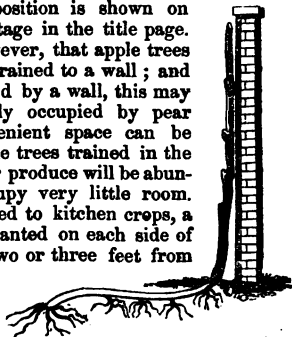 position is shown on
tage in the title page.
ever, that apple trees
rained to a wall; and
d by a wall, this may
ly occupied by pear
enient space can be
e trees trained in the
produce will be abun-
upy very little room.
ed to kitchen crops, a
anted on each side of
wo or three feet from